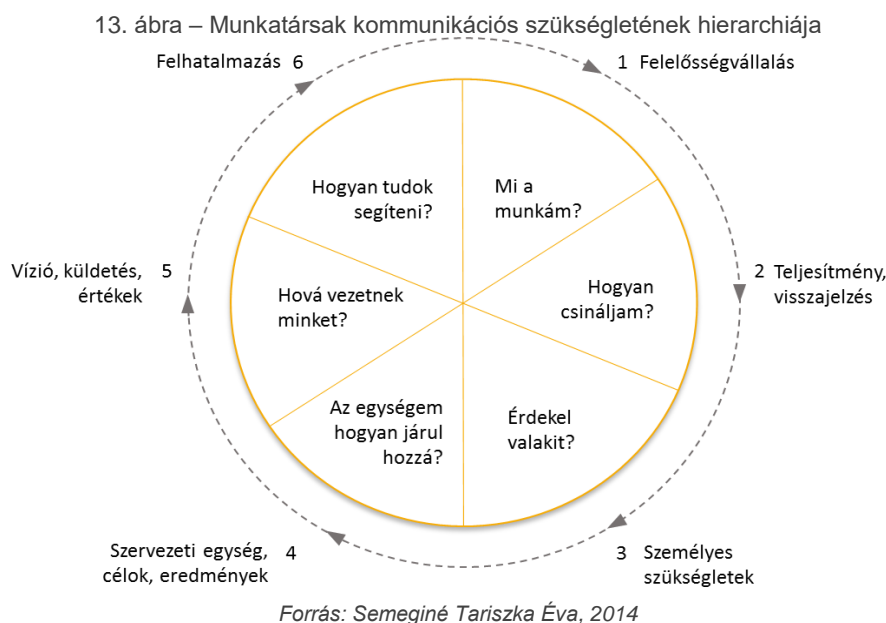 13. ábra – Munkatársak kommunikációs szükségletének hierarchiája
Felhatalmazás 6
1 Felelősségvállalás
Hogyan tudok
segíteni?
Mi a
munkám?
Vízió, küldetés,
értékek
5
Hová vezetnek
minket?
Hogyan
csináljam?
2 Teljesítmény,
visszajelzés
Az egységem
hogyan járul
hozzá?
Érdekel
valakit?
Szervezeti egység,
célok, eredmények
4
3 Személyes
szükségletek
Forrás: Semeginé Tariszka Éva, 2014